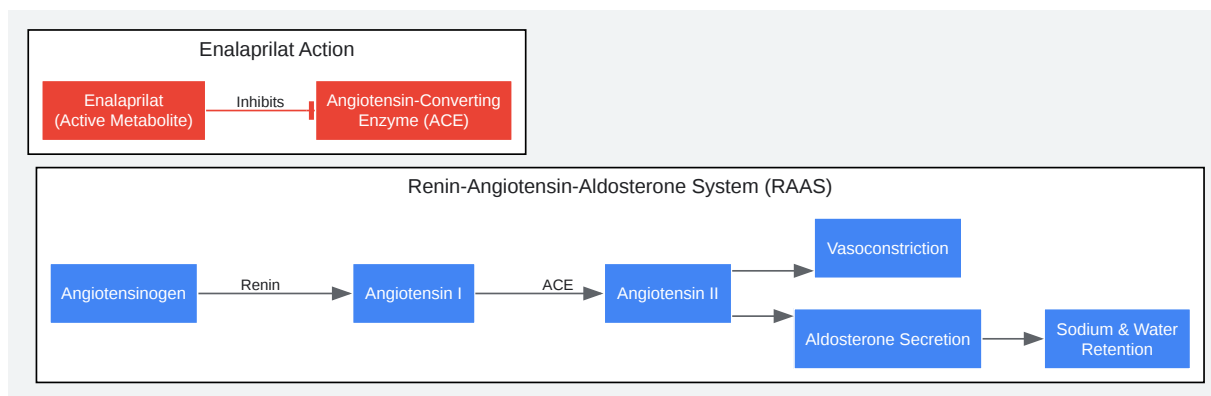 Enalaprilat Action
Enalaprilat
(Active Metabolite)
Inhibits
Angiotensin-Converting
Enzyme (ACE)
Renin-Angiotensin-Aldosterone System (RAAS)
Angiotensinogen
Renin
Angiotensin I
ACE
Angiotensin II
Vasoconstriction
Aldosterone Secretion
Sodium & Water
Retention